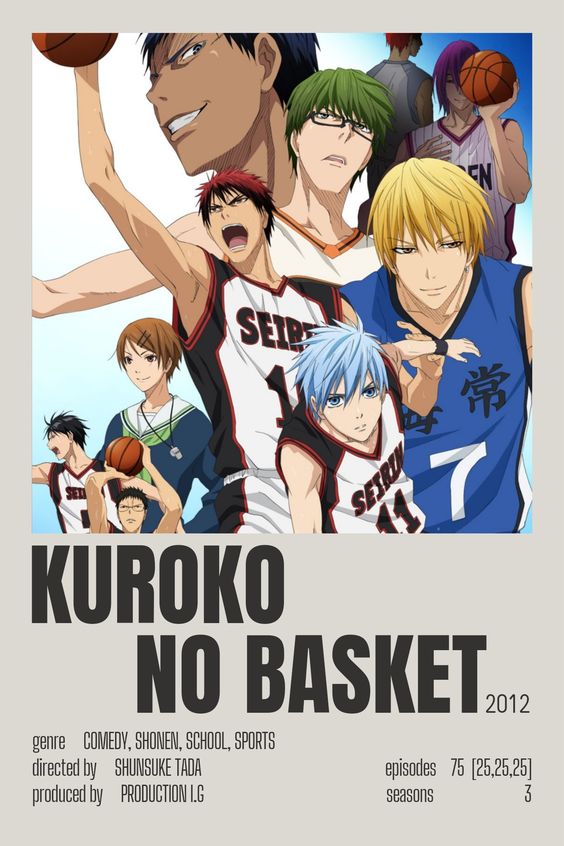 SEIRIN
海常
7
SEIRIN
11
KUROKO
NO BASKET
2012
genre COMEDY, SHONEN, SCHOOL, SPORTS
directed by SHUNSUKE TADA
episodes 75 [25,25,25]
produced by PRODUCTION I.G
seasons 3